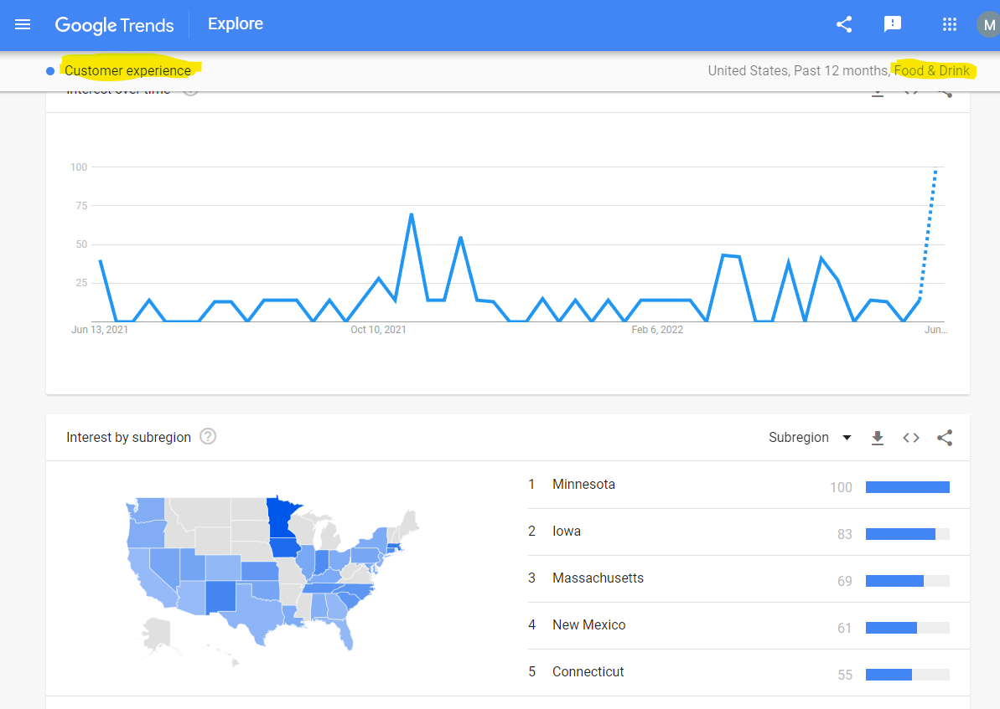 Google Trends
Explore
M
Customer experience
United States, Past 12 months, Food & Drink
Interest over time
100
75
50
25
Jun 13, 2021
Oct 10, 2021
Feb 6, 2022
Jun…
Interest by subregion
Subregion
1 Minnesota 100
2 Iowa 83
3 Massachusetts 69
4 New Mexico 61
5 Connecticut 55